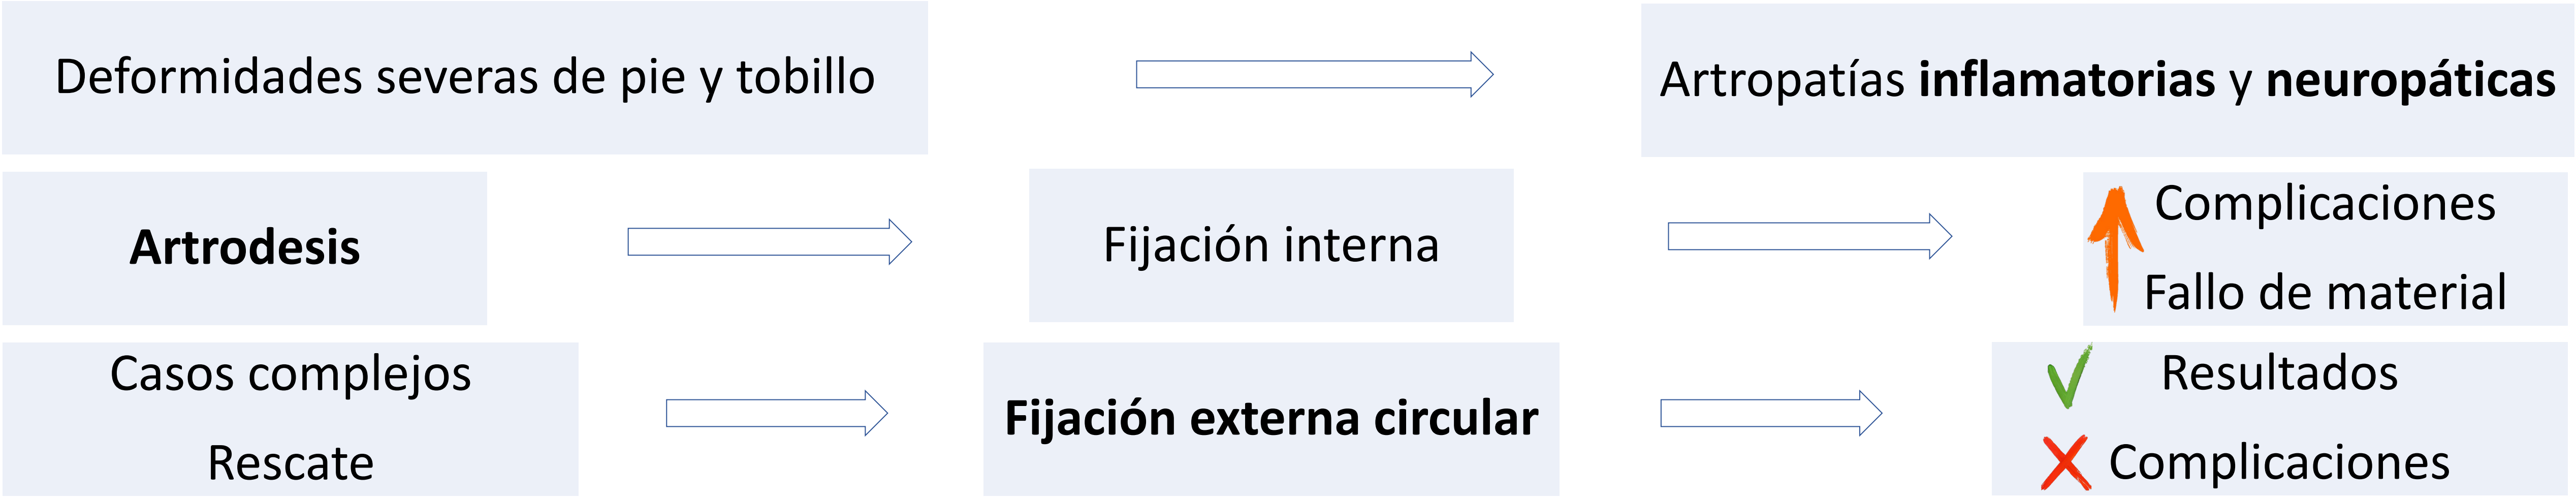 Deformidades severas de pie y tobillo
Artropatías inflamatorias y neuropáticas
Artrodesis
Fijación interna
Complicaciones
Fallo de material
Casos complejos
Rescate
Fijación externa circular
Resultados
Complicaciones